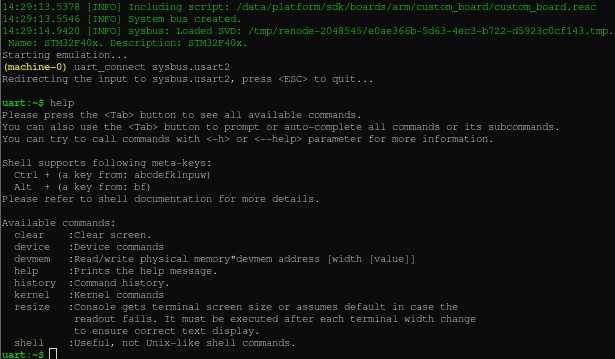 14:29:13.5378 [INFO] Including script: /data/platform/sdk/boards/arm/custom_board/custom_board.resc
14:29:13.5546 [INFO] System bus created.
14:29:14.9420 [INFO] sysbus: Loaded SVD: /tmp/renode-2048545/e0ae366b-5d63-4ec3-b722-d5923c0cf143.tmp.
 Name: STM32F40x. Description: STM32F40x.
Starting emulation...
(machine-0) uart_connect sysbus.usart2
Redirecting the input to sysbus.usart2, press <ESC> to quit...
uart:~$ help
Please press the <Tab> button to see all available commands.
You can also use the <Tab> button to prompt or auto-complete all commands or its subcommands.
You can try to call commands with <-h> or <--help> parameter for more information.
Shell supports following meta-keys:
  Ctrl + (a key from: abcdefklnpuw)
  Alt  + (a key from: bf)
Please refer to shell documentation for more details.
Available commands:
  clear    :Clear screen.
  device   :Device commands
  devmem   :Read/write physical memory"devmem address [width [value]]
  help     :Prints the help message.
  history  :Command history.
  kernel   :Kernel commands
  resize   :Console gets terminal screen size or assumes default in case the
            readout fails. It must be executed after each terminal width change
            to ensure correct text display.
  shell    :Useful, not Unix-like shell commands.
uart:~$